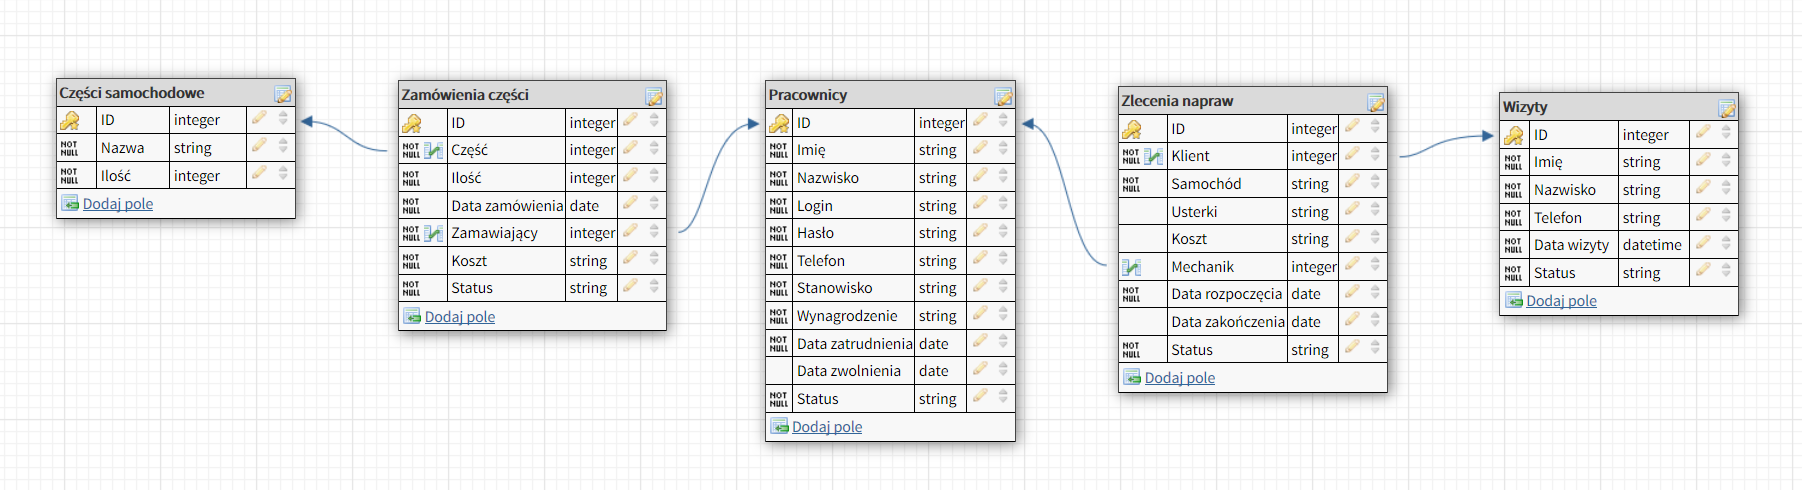 Części samochodowe
ID integer
NOT NULL Nazwa string
NOT NULL Ilość integer
Dodaj pole
Zamówienia części
ID integer
NOT NULL Część integer
NOT NULL Ilość integer
NOT NULL Data zamówienia date
NOT NULL Zamawiający integer
NOT NULL Koszt string
NOT NULL Status string
Dodaj pole
Pracownicy
ID integer
NOT NULL Imię string
NOT NULL Nazwisko string
NOT NULL Login string
NOT NULL Hasło string
NOT NULL Telefon string
NOT NULL Stanowisko string
NOT NULL Wynagrodzenie string
NOT NULL Data zatrudnienia date
Data zwolnienia date
NOT NULL Status string
Dodaj pole
Zlecenia napraw
ID integer
NOT NULL Klient integer
NOT NULL Samochód string
Usterki string
Koszt string
Mechanik integer
NOT NULL Data rozpoczęcia date
Data zakończenia date
NOT NULL Status string
Dodaj pole
Wizyty
ID integer
NOT NULL Imię string
NOT NULL Nazwisko string
NOT NULL Telefon string
NOT NULL Data wizyty datetime
NOT NULL Status string
Dodaj pole